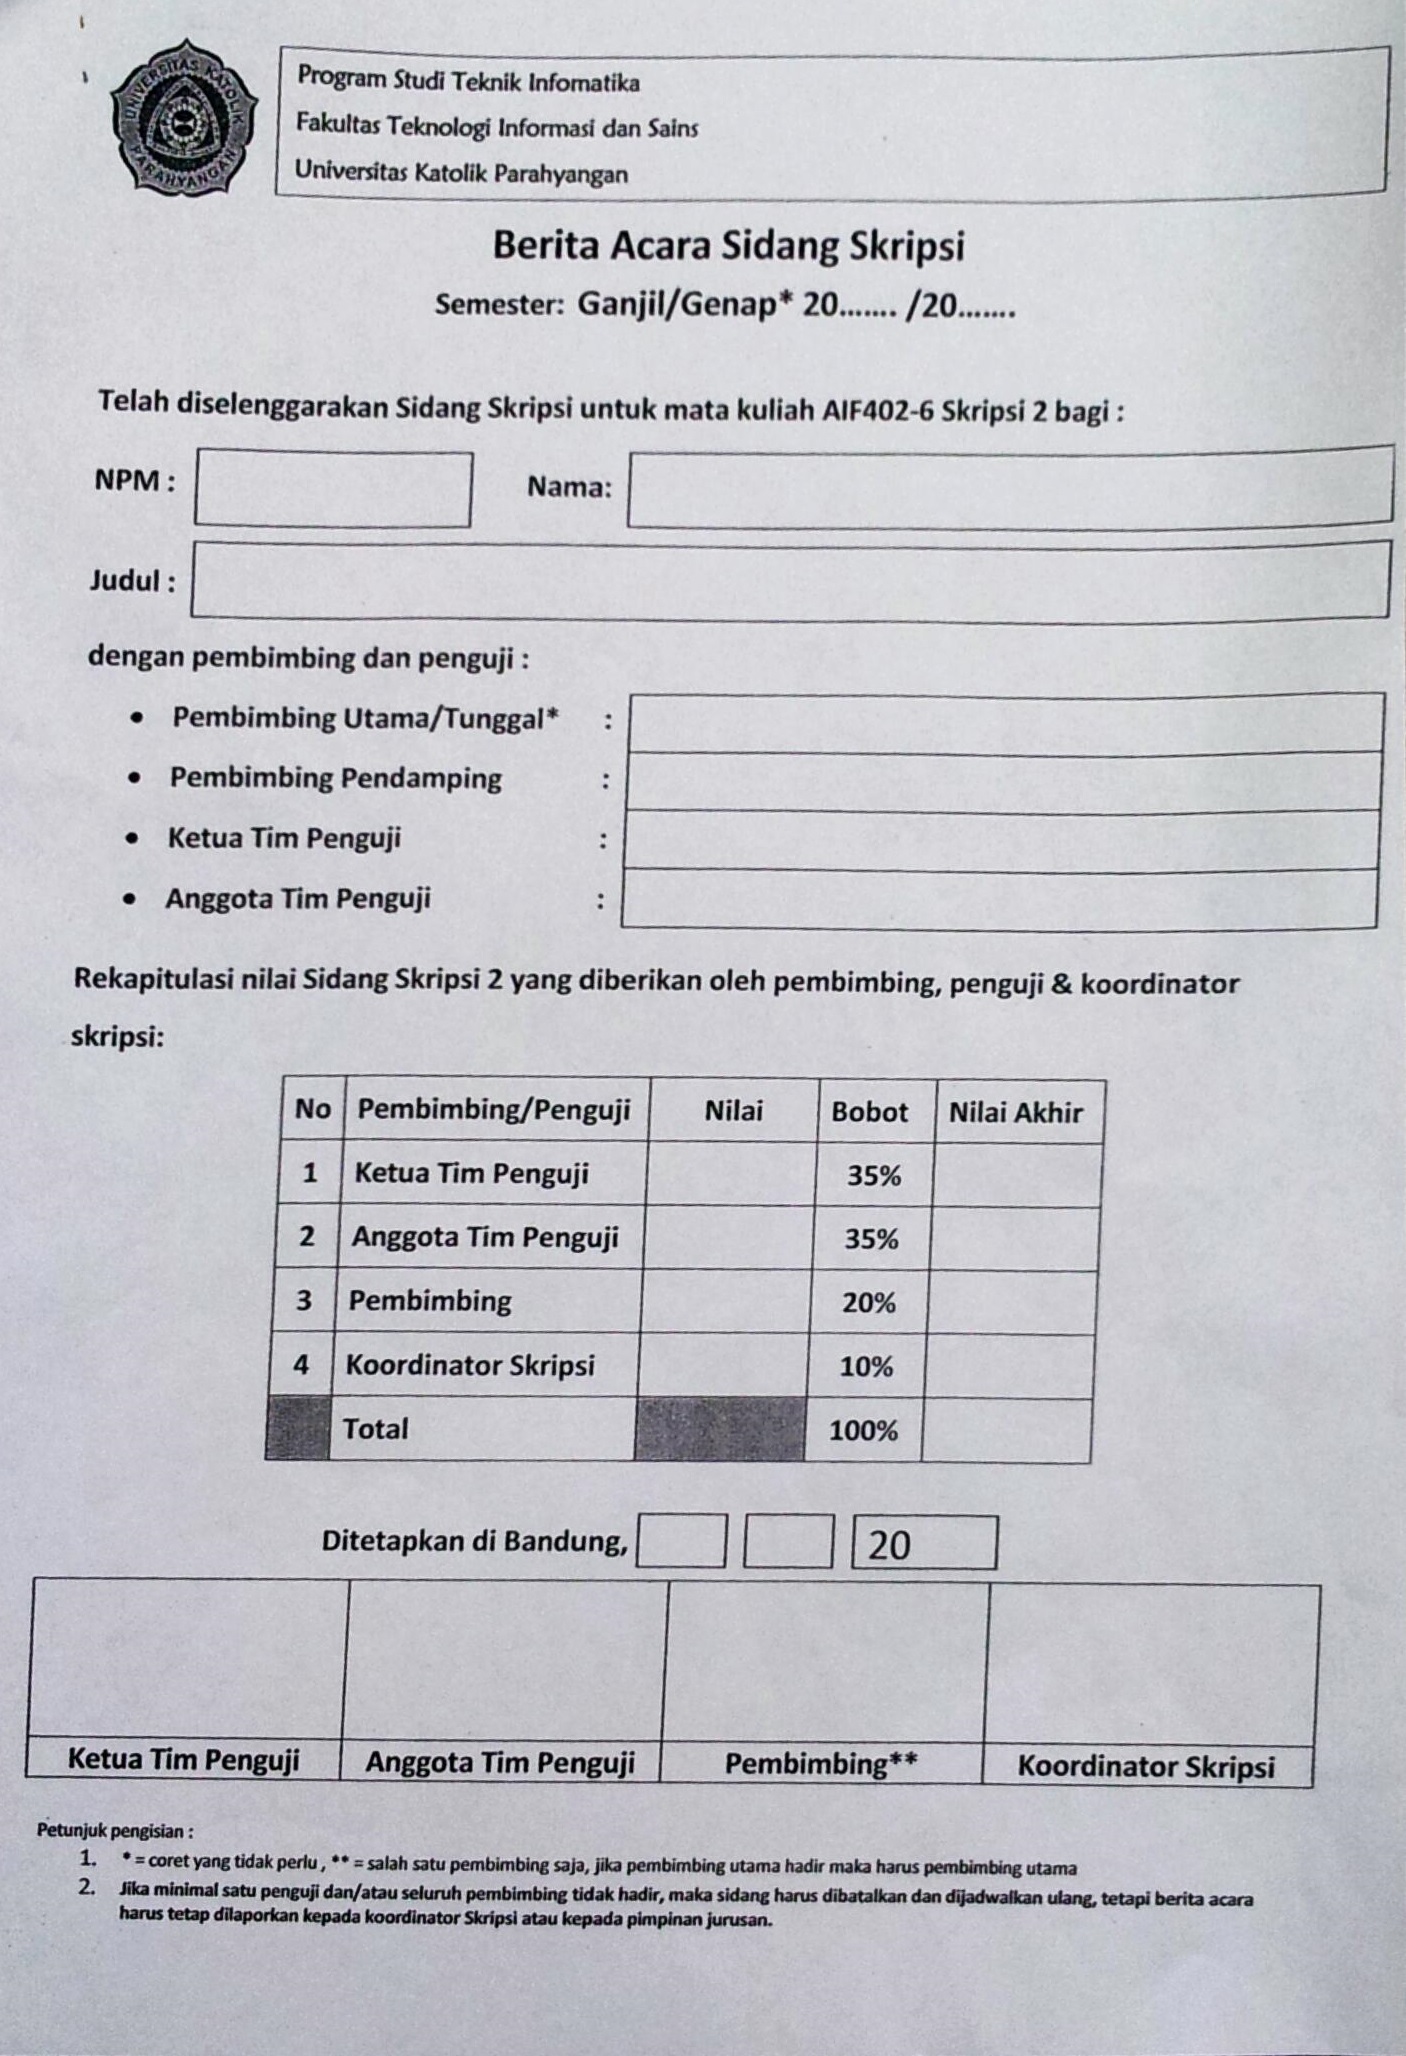 UNIVERSITAS KATOLIK
PARAHYANGAN
Program Studi Teknik Infomatika
Fakultas Teknologi Informasi dan Sains
Universitas Katolik Parahyangan
Berita Acara Sidang Skripsi
Semester: Ganjil/Genap* 20....... /20.......
Telah diselenggarakan Sidang Skripsi untuk mata kuliah AIF402-6 Skripsi 2 bagi :
NPM : Nama:
Judul :
dengan pembimbing dan penguji :
• Pembimbing Utama/Tunggal* :
• Pembimbing Pendamping :
• Ketua Tim Penguji :
• Anggota Tim Penguji :
Rekapitulasi nilai Sidang Skripsi 2 yang diberikan oleh pembimbing, penguji & koordinator
skripsi:
No Pembimbing/Penguji Nilai Bobot Nilai Akhir
1 Ketua Tim Penguji 35%
2 Anggota Tim Penguji 35%
3 Pembimbing 20%
4 Koordinator Skripsi 10%
Total 100%
Ditetapkan di Bandung, 20
Ketua Tim Penguji Anggota Tim Penguji Pembimbing** Koordinator Skripsi
Petunjuk pengisian :
1. * = coret yang tidak perlu , ** = salah satu pembimbing saja, jika pembimbing utama hadir maka harus pembimbing utama
2. Jika minimal satu penguji dan/atau seluruh pembimbing tidak hadir, maka sidang harus dibatalkan dan dijadwalkan ulang, tetapi berita acara
harus tetap dilaporkan kepada koordinator Skripsi atau kepada pimpinan jurusan.